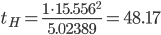 t_H = \frac{1 \cdot 15.556^2}{5.02389} = 48.17